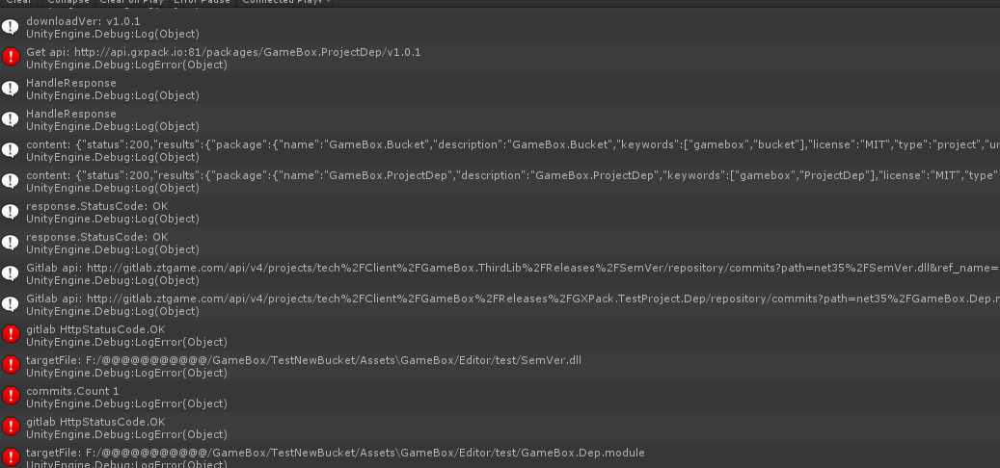 Clear Collapse Clear on Play Error Pause Connected Playe
downloadVer: v1.0.1
UnityEngine.Debug:Log(Object)
Get api: http://api.gxpack.io:81/packages/GameBox.ProjectDep/v1.0.1
UnityEngine.Debug:LogError(Object)
HandleResponse
UnityEngine.Debug:Log(Object)
HandleResponse
UnityEngine.Debug:Log(Object)
content: {"status":200,"results":{"package":{"name":"GameBox.Bucket","description":"GameBox.Bucket","keywords":["gamebox","bucket"],"license":"MIT","type":"project","ur
UnityEngine.Debug:Log(Object)
content: {"status":200,"results":{"package":{"name":"GameBox.ProjectDep","description":"GameBox.ProjectDep","keywords":["gamebox","ProjectDep"],"license":"MIT","type"
UnityEngine.Debug:Log(Object)
response.StatusCode: OK
UnityEngine.Debug:Log(Object)
response.StatusCode: OK
UnityEngine.Debug:Log(Object)
Gitlab api: http://gitlab.ztgame.com/api/v4/projects/tech%2FClient%2FGameBox.ThirdLib%2FReleases%2FSemVer/repository/commits?path=net35%2FSemVer.dll&ref_name=
UnityEngine.Debug:Log(Object)
Gitlab api: http://gitlab.ztgame.com/api/v4/projects/tech%2FClient%2FGameBox%2FReleases%2FGXPack.TestProject.Dep/repository/commits?path=net35%2FGameBox.Dep.m
UnityEngine.Debug:Log(Object)
gitlab HttpStatusCode.OK
UnityEngine.Debug:LogError(Object)
targetFile: F:/@@@@@@@@@@@/GameBox/TestNewBucket/Assets\GameBox/Editor/test/SemVer.dll
UnityEngine.Debug:LogError(Object)
commits.Count 1
UnityEngine.Debug:LogError(Object)
gitlab HttpStatusCode.OK
UnityEngine.Debug:LogError(Object)
targetFile: F:/@@@@@@@@@@@/GameBox/TestNewBucket/Assets\GameBox/Editor/test/GameBox.Dep.module
UnityEngine.Debug:LogError(Object)